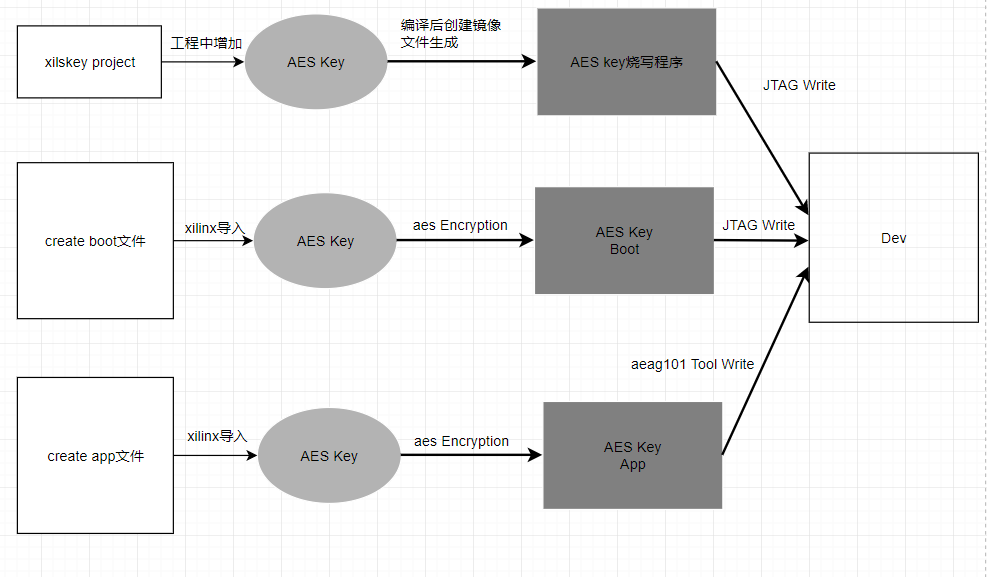 xilskey project
工程中增加
AES Key
编译后创建镜像
文件生成
AES key烧写程序
JTAG Write
create boot文件
xilinx导入
AES Key
aes Encryption
AES Key
Boot
JTAG Write
Dev
create app文件
xilinx导入
AES Key
aes Encryption
AES Key
App
aeag101 Tool Write